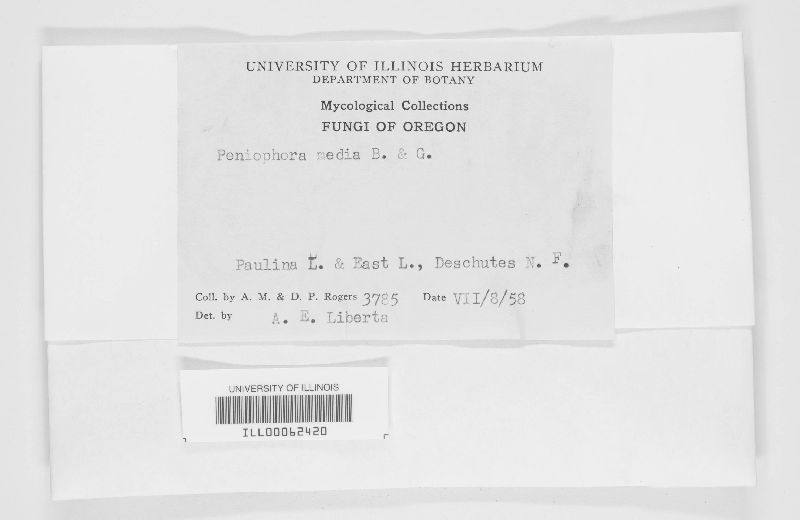 UNIVERSITY OF ILLINOIS HERBARIUM
DEPARTMENT OF BOTANY
Mycological Collections
FUNGI OF OREGON
Peniophora media B. & G.
Paulina L. & East L., Deschutes N. F.
Coll. by A. M. & D. P. Rogers 3785 Date VII/8/58
Det. by A. E. Liberta
UNIVERSITY OF ILLINOIS
ILL00062420